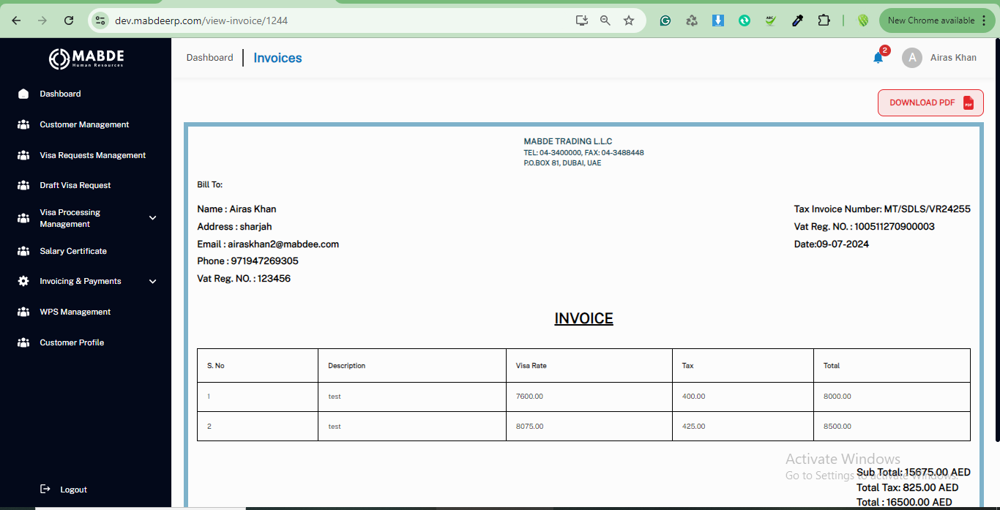 dev.mabdeerp.com/view-invoice/1244
ABC
New Chrome available
MABDE
Human Resources
Dashboard
Customer Management
Visa Requests Management
Draft Visa Request
Visa Processing
Management
Salary Certificate
Invoicing & Payments
WPS Management
Customer Profile
Logout
Dashboard | Invoices
2
A
Airas Khan
DOWNLOAD PDF
PDF
MABDE TRADING L.L.C
TEL: 04-3400000, FAX: 04-3488448
P.O.BOX 81, DUBAI, UAE
Bill To:
Name : Airas Khan
Address : sharjah
Email : airaskhan2@mabdee.com
Phone : 971947269305
Vat Reg. NO. : 123456
Tax Invoice Number: MT/SDLS/VR24255
Vat Reg. NO. : 100511270900003
Date:09-07-2024
INVOICE
S. No Description Visa Rate Tax Total
1 test 7600.00 400.00 8000.00
2 test 8075.00 425.00 8500.00
Activate Windows
Go to Settings to activate Windows.
Sub Total: 15675.00 AED
Total Tax: 825.00 AED
Total : 16500.00 AED